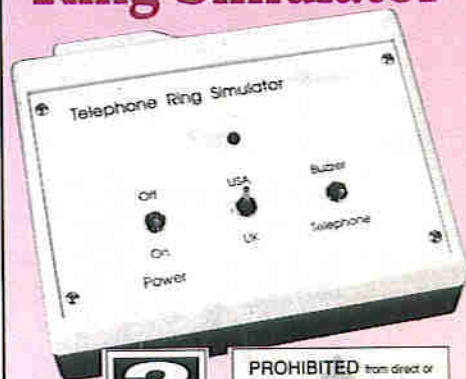 Ring Simulator
Telephone Ring Simulator
Off
USA
Buzzer
On
UK
Telephone
Power
PROHIBITED from direct or